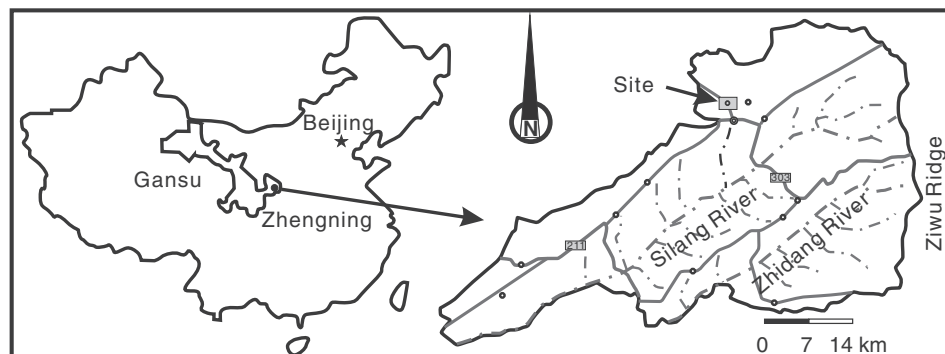 Beijing
Gansu
Zhengning
N
Site
303
211
Silang River
Zhidang River
Ziwu Ridge
0 7 14 km